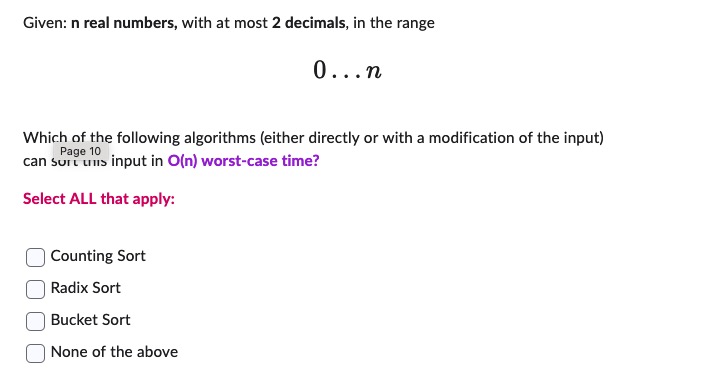 Given: n real numbers, with at most 2 decimals, in the range
0...n
Which of the following algorithms (either directly or with a modification of the input)
can this input in O(n) worst-case time?
Page 10
Select ALL that apply:
Counting Sort
Radix Sort
Bucket Sort
None of the above